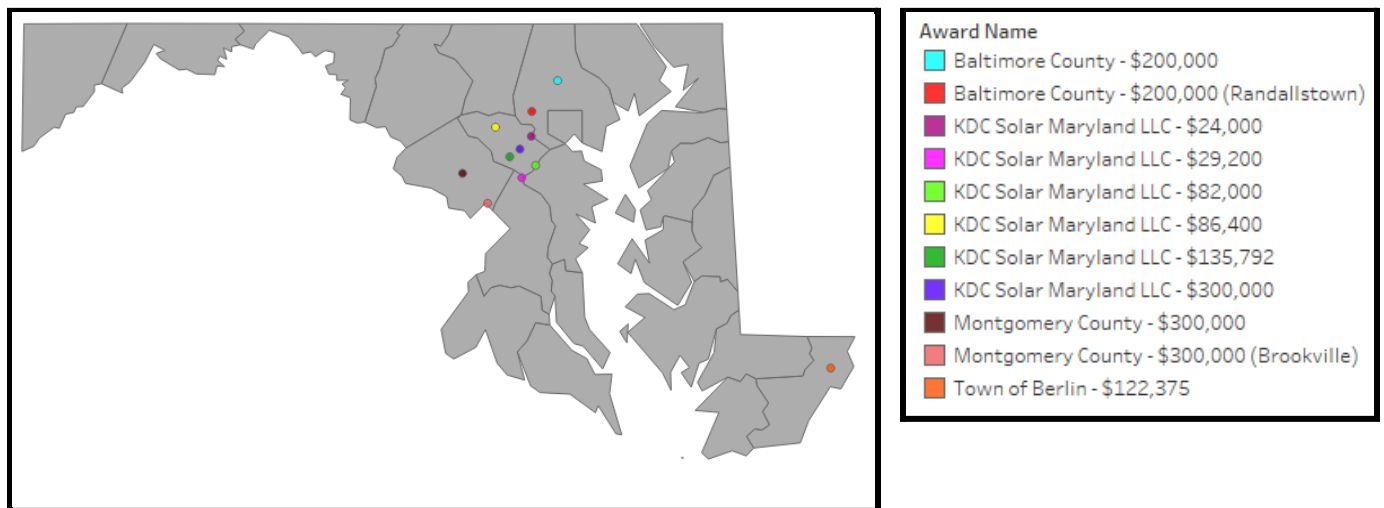 Award Name
Baltimore County - $200,000
Baltimore County - $200,000 (Randallstown)
KDC Solar Maryland LLC - $24,000
KDC Solar Maryland LLC - $29,200
KDC Solar Maryland LLC - $82,000
KDC Solar Maryland LLC - $86,400
KDC Solar Maryland LLC - $135,792
KDC Solar Maryland LLC - $300,000
Montgomery County - $300,000
Montgomery County - $300,000 (Brookville)
Town of Berlin - $122,375